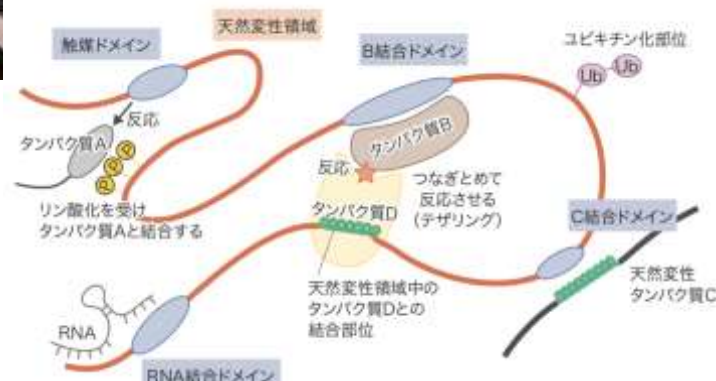 触媒ドメイン
天然変性領域
B結合ドメイン
ユビキチン化部位
Ub
Ub
反応
タンパク質A
P
P
P
タンパク質B
反応
つなぎとめて
反応させる
(テザリング)
リン酸化を受け
タンパク質Aと結合する
タンパク質D
C結合ドメイン
天然変性領域中の
タンパク質Dとの
結合部位
天然変性
タンパク質C
RNA
RNA結合ドメイン